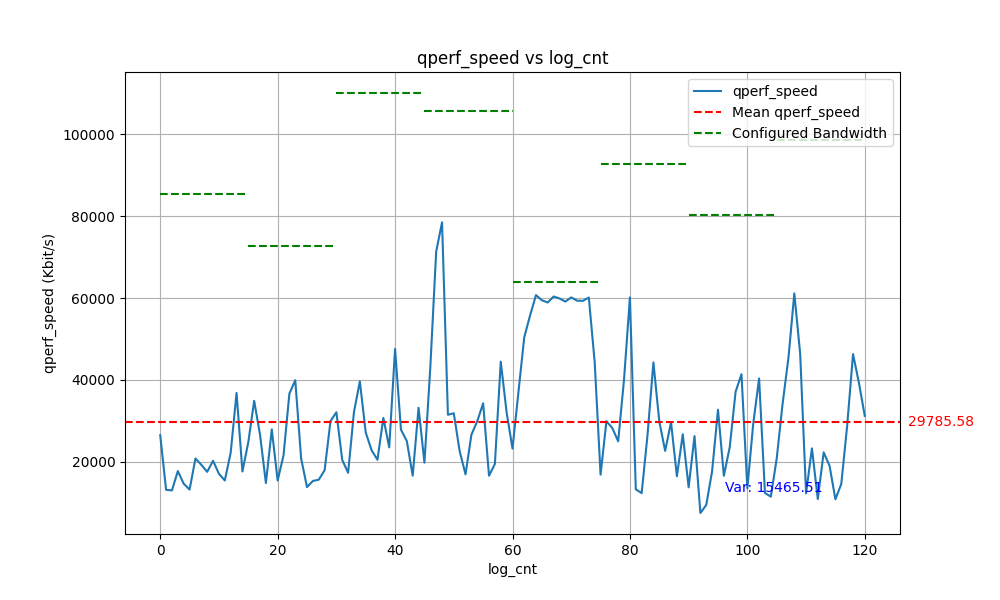 qperf_speed vs log_cnt
qperf_speed
Mean qperf_speed
Configured Bandwidth
qperf_speed (Kbit/s)
100000
80000
60000
40000
20000
29785.58
Var: 15465.51
0 20 40 60 80 100 120
log_cnt